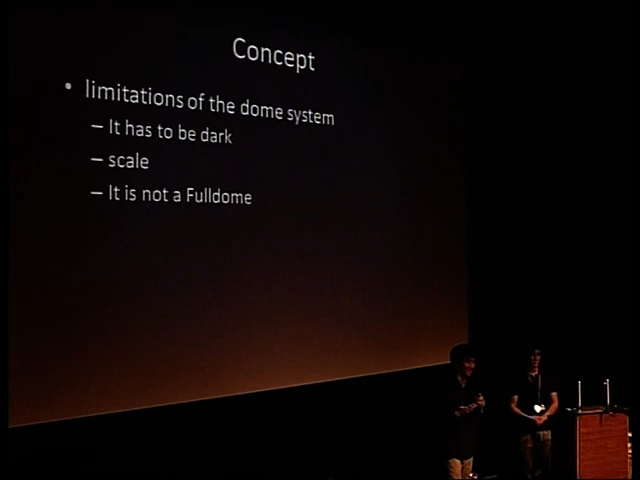 Concept
• limitations of the dome system
– It has to be dark
– scale
– It is not a Fulldome